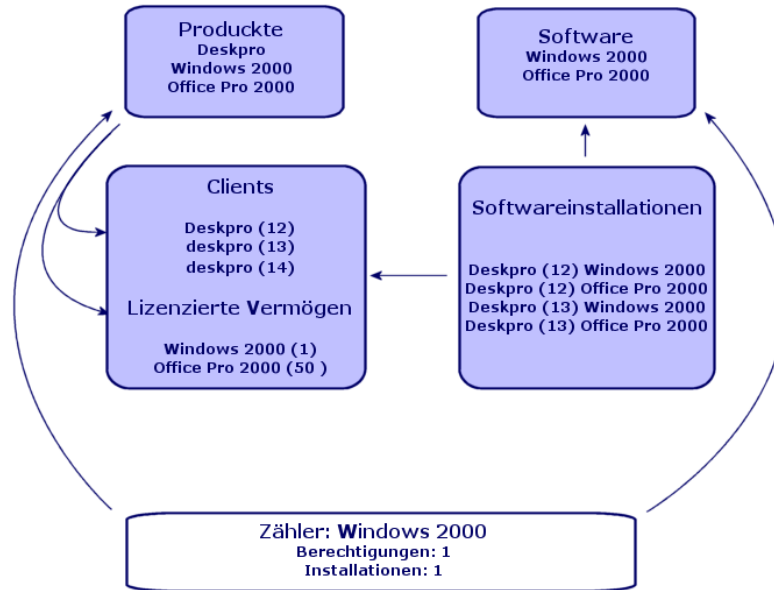 Produckte
Deskpro
Windows 2000
Office Pro 2000
Software
Windows 2000
Office Pro 2000
Clients
Deskpro (12)
deskpro (13)
deskpro (14)
Lizenzierte Vermögen
Windows 2000 (1)
Office Pro 2000 (50 )
Softwareinstallationen
Deskpro (12) Windows 2000
Deskpro (12) Office Pro 2000
Deskpro (13) Windows 2000
Deskpro (13) Office Pro 2000
Zähler: Windows 2000
Berechtigungen: 1
Installationen: 1